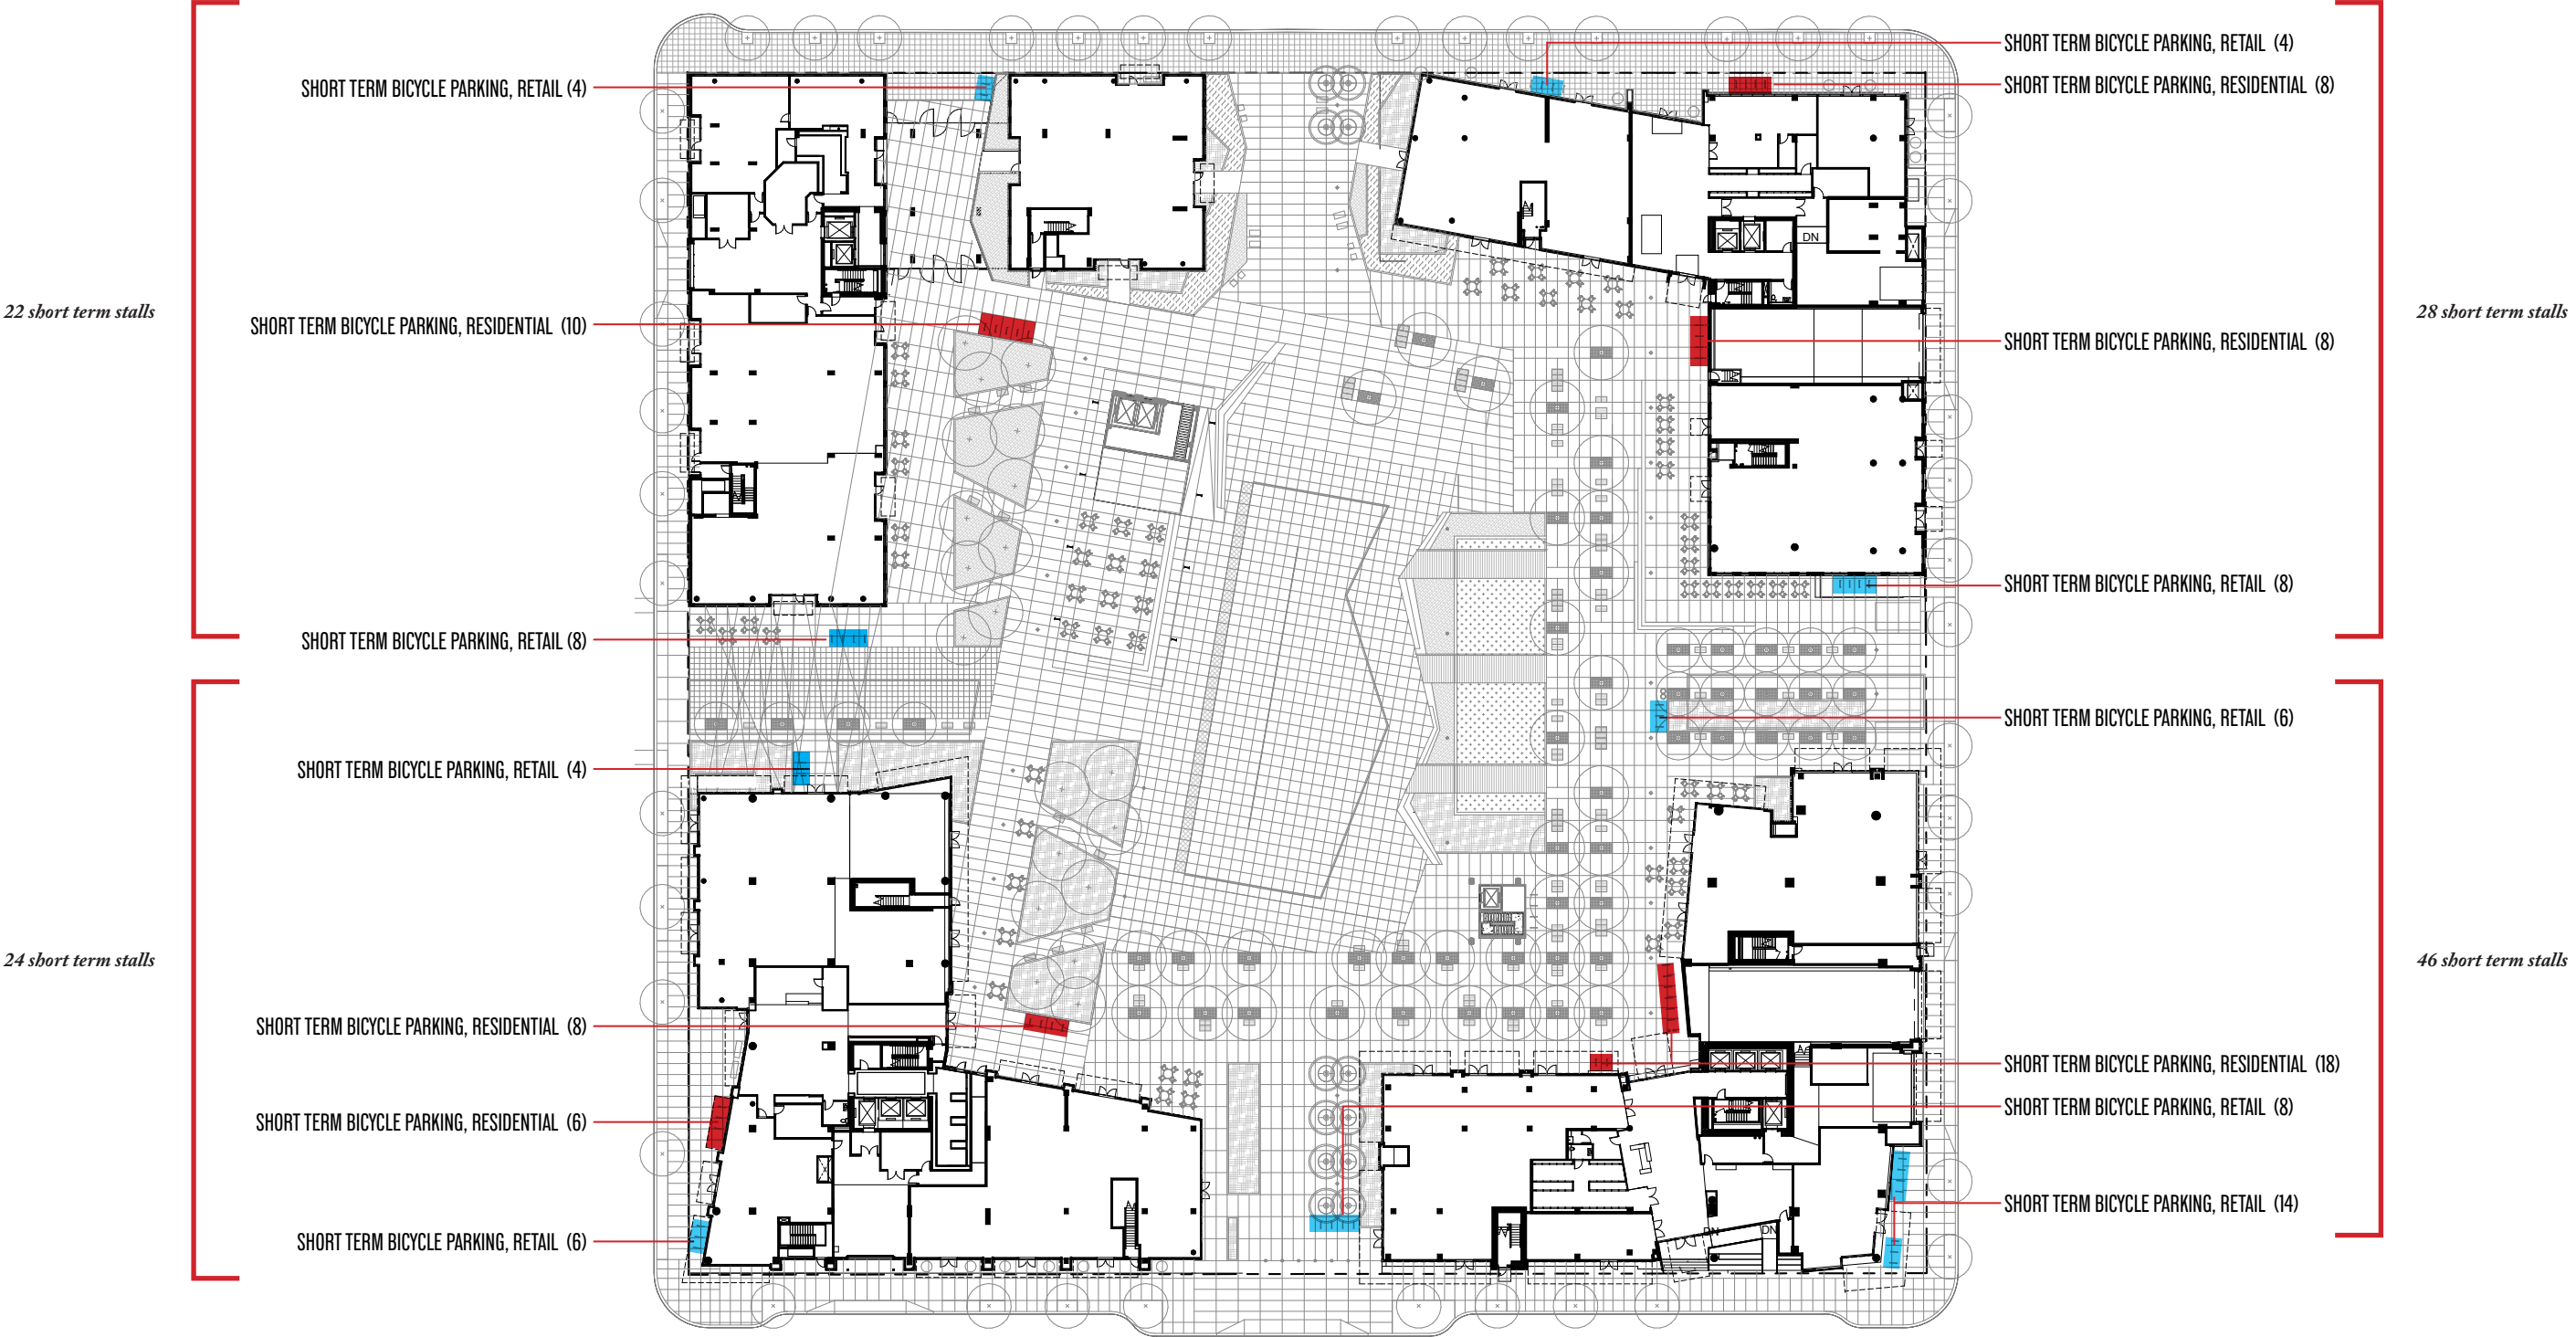 SHORT TERM BICYCLE PARKING, RETAIL (4)
22 short term stalls
SHORT TERM BICYCLE PARKING, RESIDENTIAL (10)
SHORT TERM BICYCLE PARKING, RETAIL (8)
SHORT TERM BICYCLE PARKING, RETAIL (4)
24 short term stalls
SHORT TERM BICYCLE PARKING, RESIDENTIAL (8)
SHORT TERM BICYCLE PARKING, RESIDENTIAL (6)
SHORT TERM BICYCLE PARKING, RETAIL (6)
DN
DN
DN
SHORT TERM BICYCLE PARKING, RETAIL (4)
SHORT TERM BICYCLE PARKING, RESIDENTIAL (8)
28 short term stalls
SHORT TERM BICYCLE PARKING, RESIDENTIAL (8)
SHORT TERM BICYCLE PARKING, RETAIL (8)
SHORT TERM BICYCLE PARKING, RETAIL (6)
46 short term stalls
SHORT TERM BICYCLE PARKING, RESIDENTIAL (18)
SHORT TERM BICYCLE PARKING, RETAIL (8)
SHORT TERM BICYCLE PARKING, RETAIL (14)